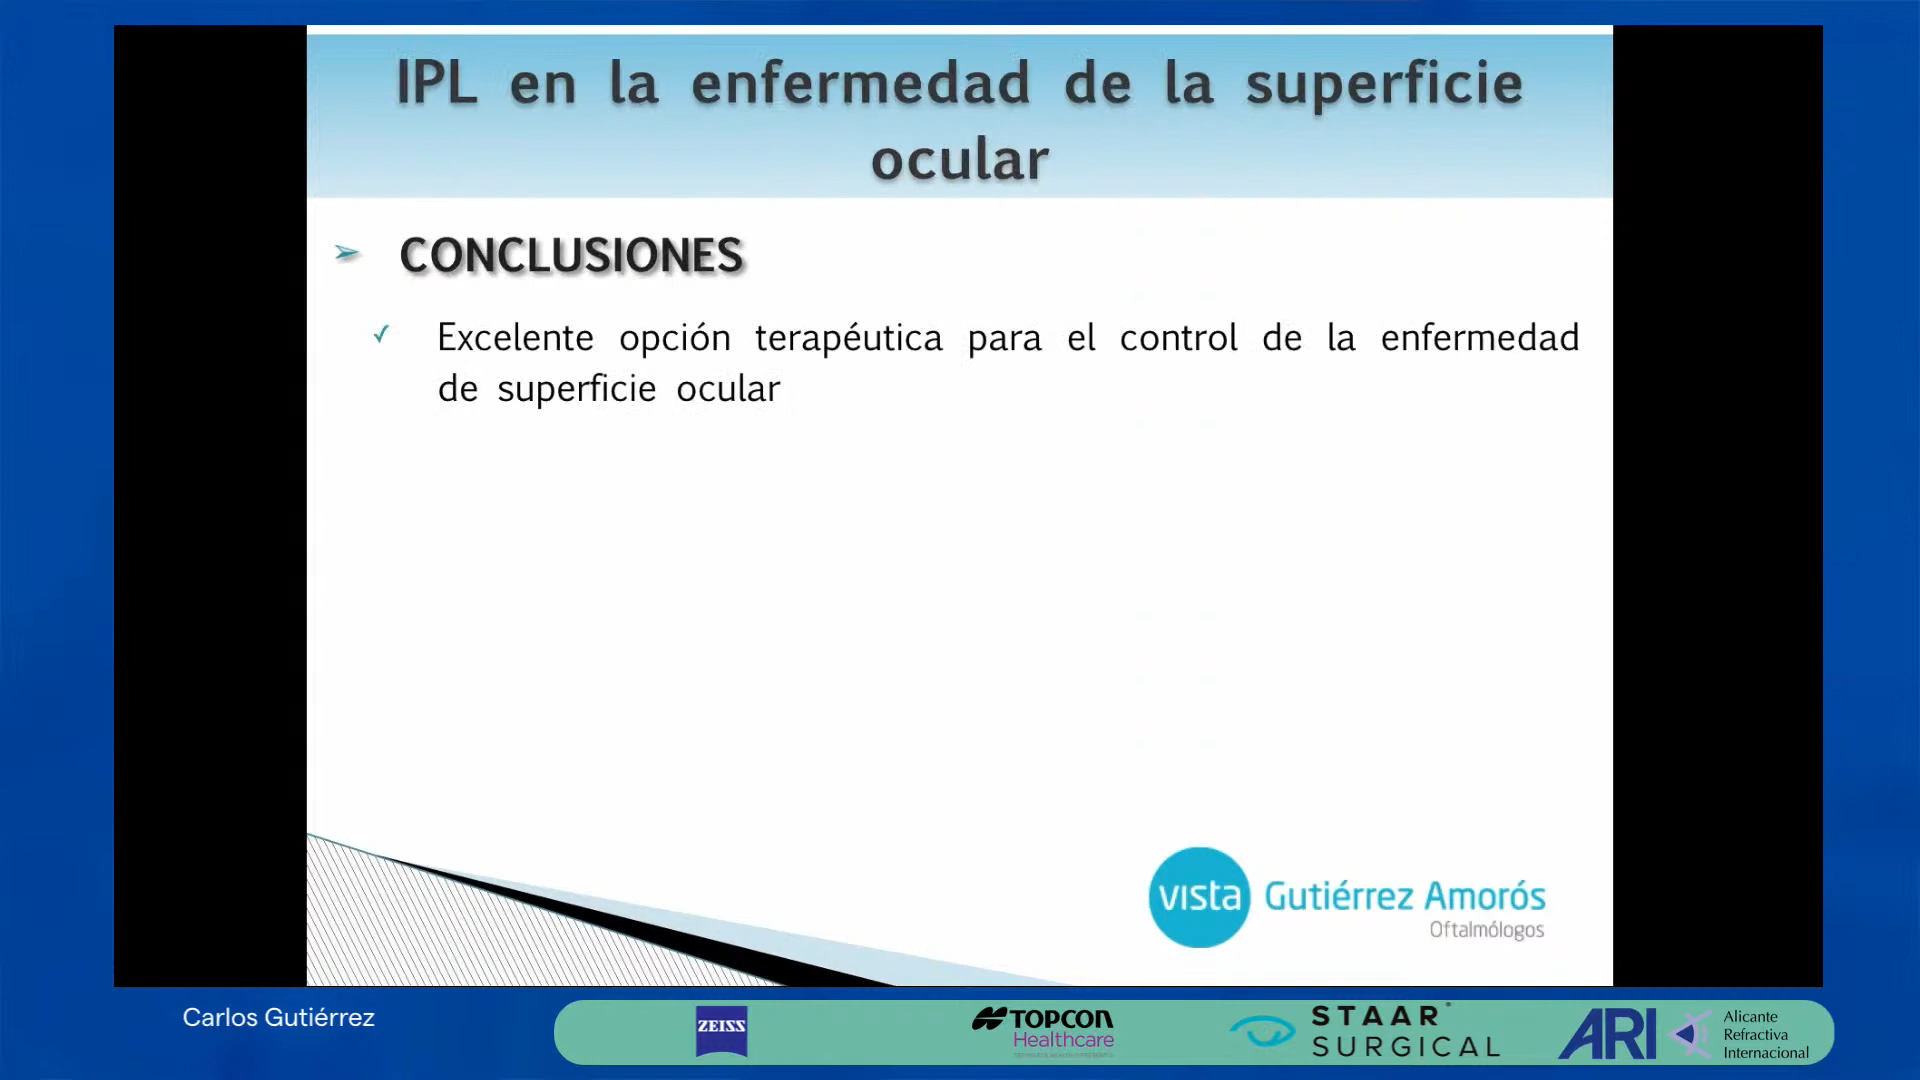 IPL en la enfermedad de la superficie
ocular
CONCLUSIONES
Excelente opción terapéutica para el control de la enfermedad
de superficie ocular
vista
Gutiérrez Amorós
Oftalmólogos
Carlos Gutiérrez
ZEISS
TOPCON
Healthcare
STAAR
SURGICAL
ARI
Alicante
Refractiva
Internacional